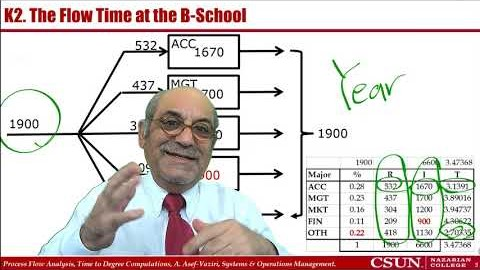 K2. The Flow Time at the B-School
532
ACC
1670
437
MGT
700
1900
3
09
900
1900
Year
1900 6600 3.47368
Major % R I T
ACC 0.28 532 1670 3.1391
MGT 0.23 437 1700 3.89016
MKT 0.16 304 1200 3.94737
FIN 0.11 209 900 4.30622
OTH 0.22 418 1130 2.70335
1 1900 6600 3.47368
Process Flow Analysis, Time to Degree Computations, A. Asef-Vaziri, Systems & Operations Management.
CSUN.
NAZARIAN
COLLEGE